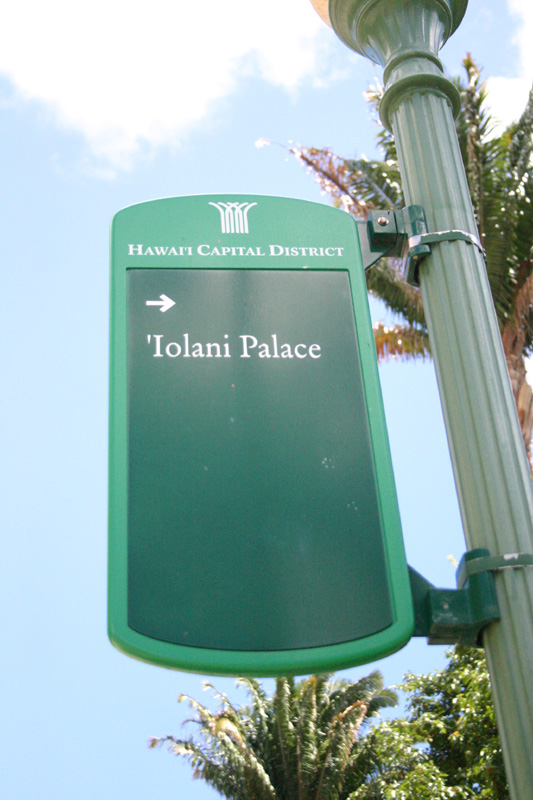 HAWAI'I CAPITAL DISTRICT
→
'Iolani Palace